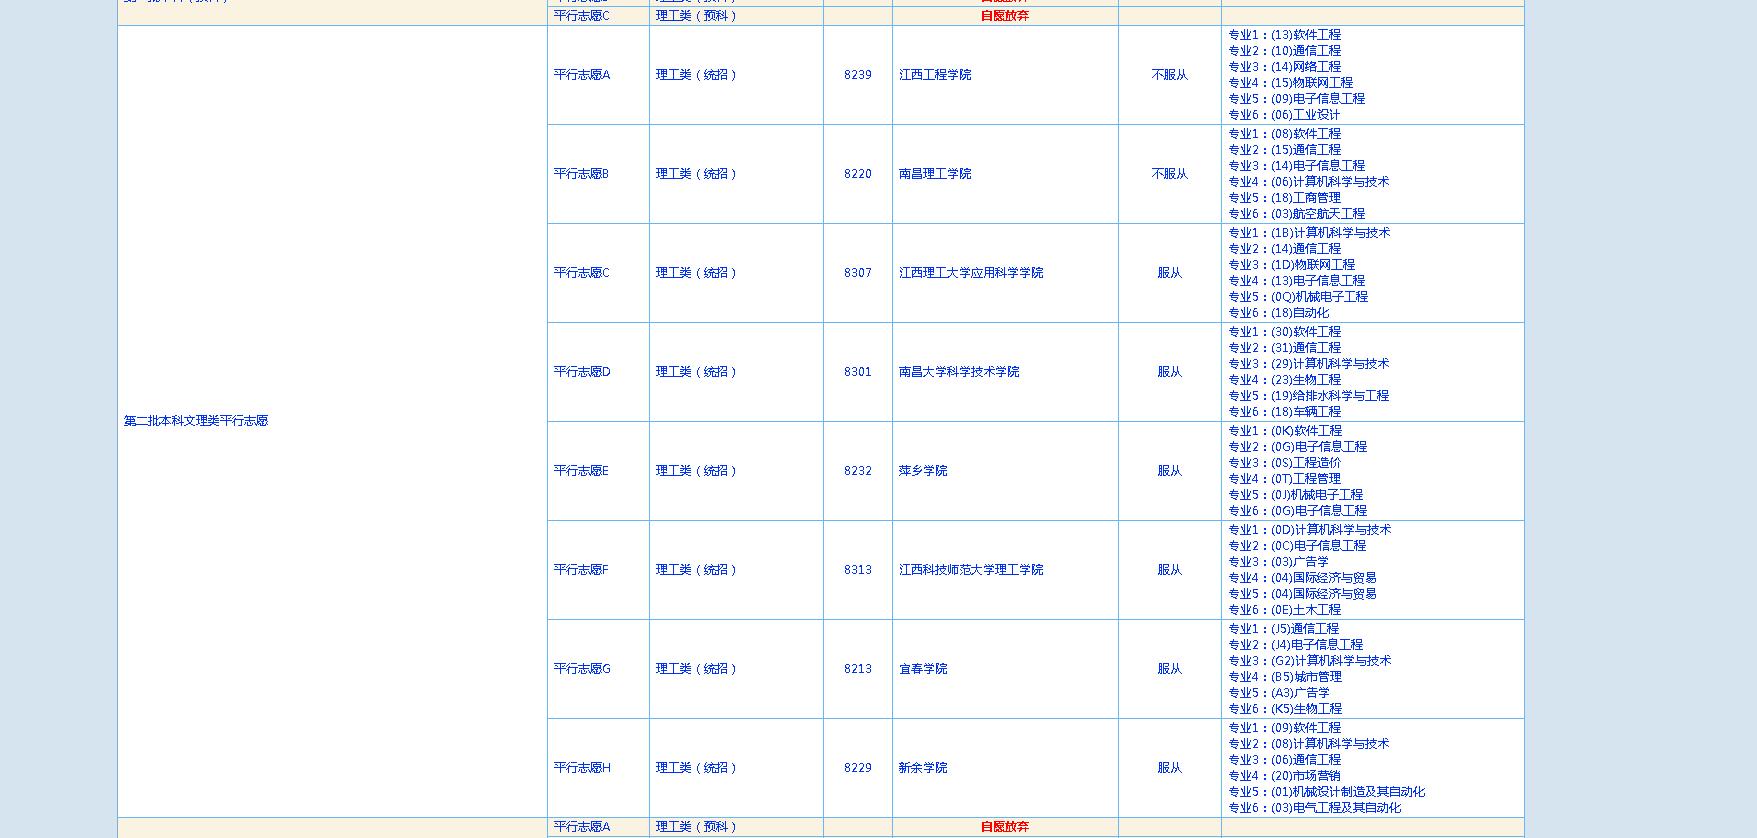 平行志愿C 理工类（预科） 自愿放弃
第二批本科文理类平行志愿
平行志愿A 理工类（统招） 8239 江西工程学院 不服从
专业1：(13)软件工程
专业2：(10)通信工程
专业3：(14)网络工程
专业4：(15)物联网工程
专业5：(09)电子信息工程
专业6：(06)工业设计
平行志愿B 理工类（统招） 8220 南昌理工学院 不服从
专业1：(08)软件工程
专业2：(15)通信工程
专业3：(14)电子信息工程
专业4：(06)计算机科学与技术
专业5：(18)工商管理
专业6：(03)航空航天工程
平行志愿C 理工类（统招） 8307 江西理工大学应用科学学院 服从
专业1：(1B)计算机科学与技术
专业2：(14)通信工程
专业3：(1D)物联网工程
专业4：(13)电子信息工程
专业5：(0Q)机械电子工程
专业6：(18)自动化
平行志愿D 理工类（统招） 8301 南昌大学科学技术学院 服从
专业1：(30)软件工程
专业2：(31)通信工程
专业3：(29)计算机科学与技术
专业4：(23)生物工程
专业5：(19)给排水科学与工程
专业6：(18)车辆工程
平行志愿E 理工类（统招） 8232 萍乡学院 服从
专业1：(0K)软件工程
专业2：(0G)电子信息工程
专业3：(0S)工程造价
专业4：(0T)工程管理
专业5：(0J)机械电子工程
专业6：(0G)电子信息工程
平行志愿F 理工类（统招） 8313 江西科技师范大学理工学院 服从
专业1：(0D)计算机科学与技术
专业2：(0C)电子信息工程
专业3：(03)广告学
专业4：(04)国际经济与贸易
专业5：(04)国际经济与贸易
专业6：(0E)土木工程
平行志愿G 理工类（统招） 8213 宜春学院 服从
专业1：(J5)通信工程
专业2：(J4)电子信息工程
专业3：(G2)计算机科学与技术
专业4：(B5)城市管理
专业5：(A3)广告学
专业6：(K5)生物工程
平行志愿H 理工类（统招） 8229 新余学院 服从
专业1：(09)软件工程
专业2：(08)计算机科学与技术
专业3：(06)通信工程
专业4：(20)市场营销
专业5：(01)机械设计制造及其自动化
专业6：(03)电气工程及其自动化
平行志愿A 理工类（预科） 自愿放弃